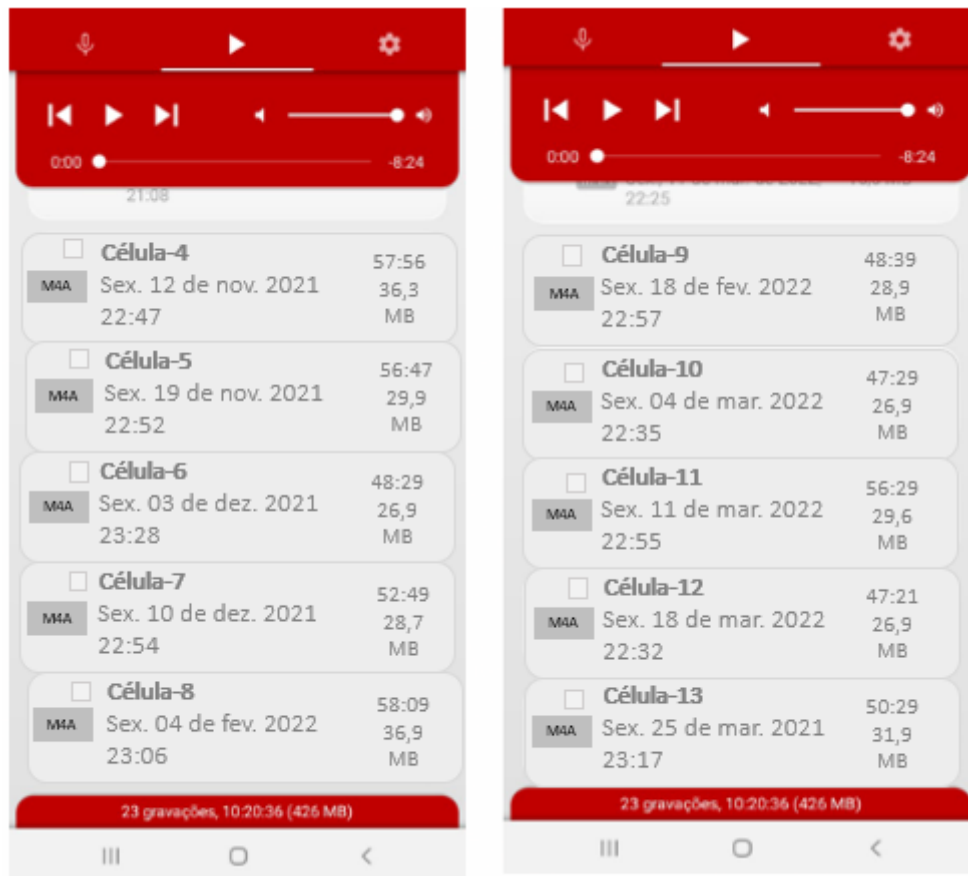 0:00 -8:24
21:08
Célula-4
57:56
M4A Sex. 12 de nov. 2021
36,3
22:47
MB
Célula-5
56:47
M4A Sex. 19 de nov. 2021
29,9
22:52
MB
Célula-6
48:29
M4A Sex. 03 de dez. 2021
26,9
23:28
MB
Célula-7
52:49
M4A Sex. 10 de dez. 2021
28,7
22:54
MB
Célula-8
58:09
M4A Sex. 04 de fev. 2022
36,9
23:06
MB
23 gravações, 10:20:36 (426 MB)
0:00 -8:24
22:25
Célula-9
48:39
M4A Sex. 18 de fev. 2022
28,9
22:57
MB
Célula-10
47:29
M4A Sex. 04 de mar. 2022
26,9
22:35
MB
Célula-11
56:29
M4A Sex. 11 de mar. 2022
29,6
22:55
MB
Célula-12
47:21
M4A Sex. 18 de mar. 2022
26,9
22:32
MB
Célula-13
50:29
M4A Sex. 25 de mar. 2021
31,9
23:17
MB
23 gravações, 10:20:36 (426 MB)